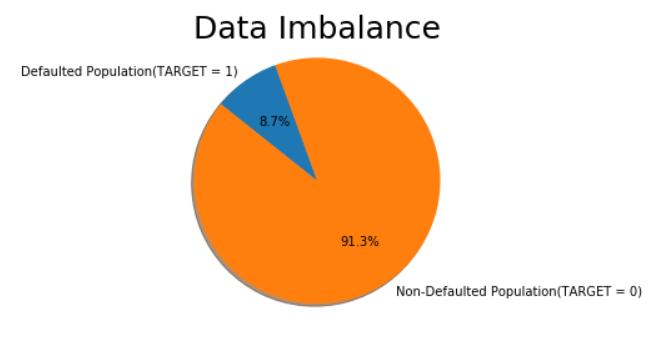 Data Imbalance
Defaulted Population(TARGET = 1)
8.7%
91.3%
Non-Defaulted Population(TARGET = 0)